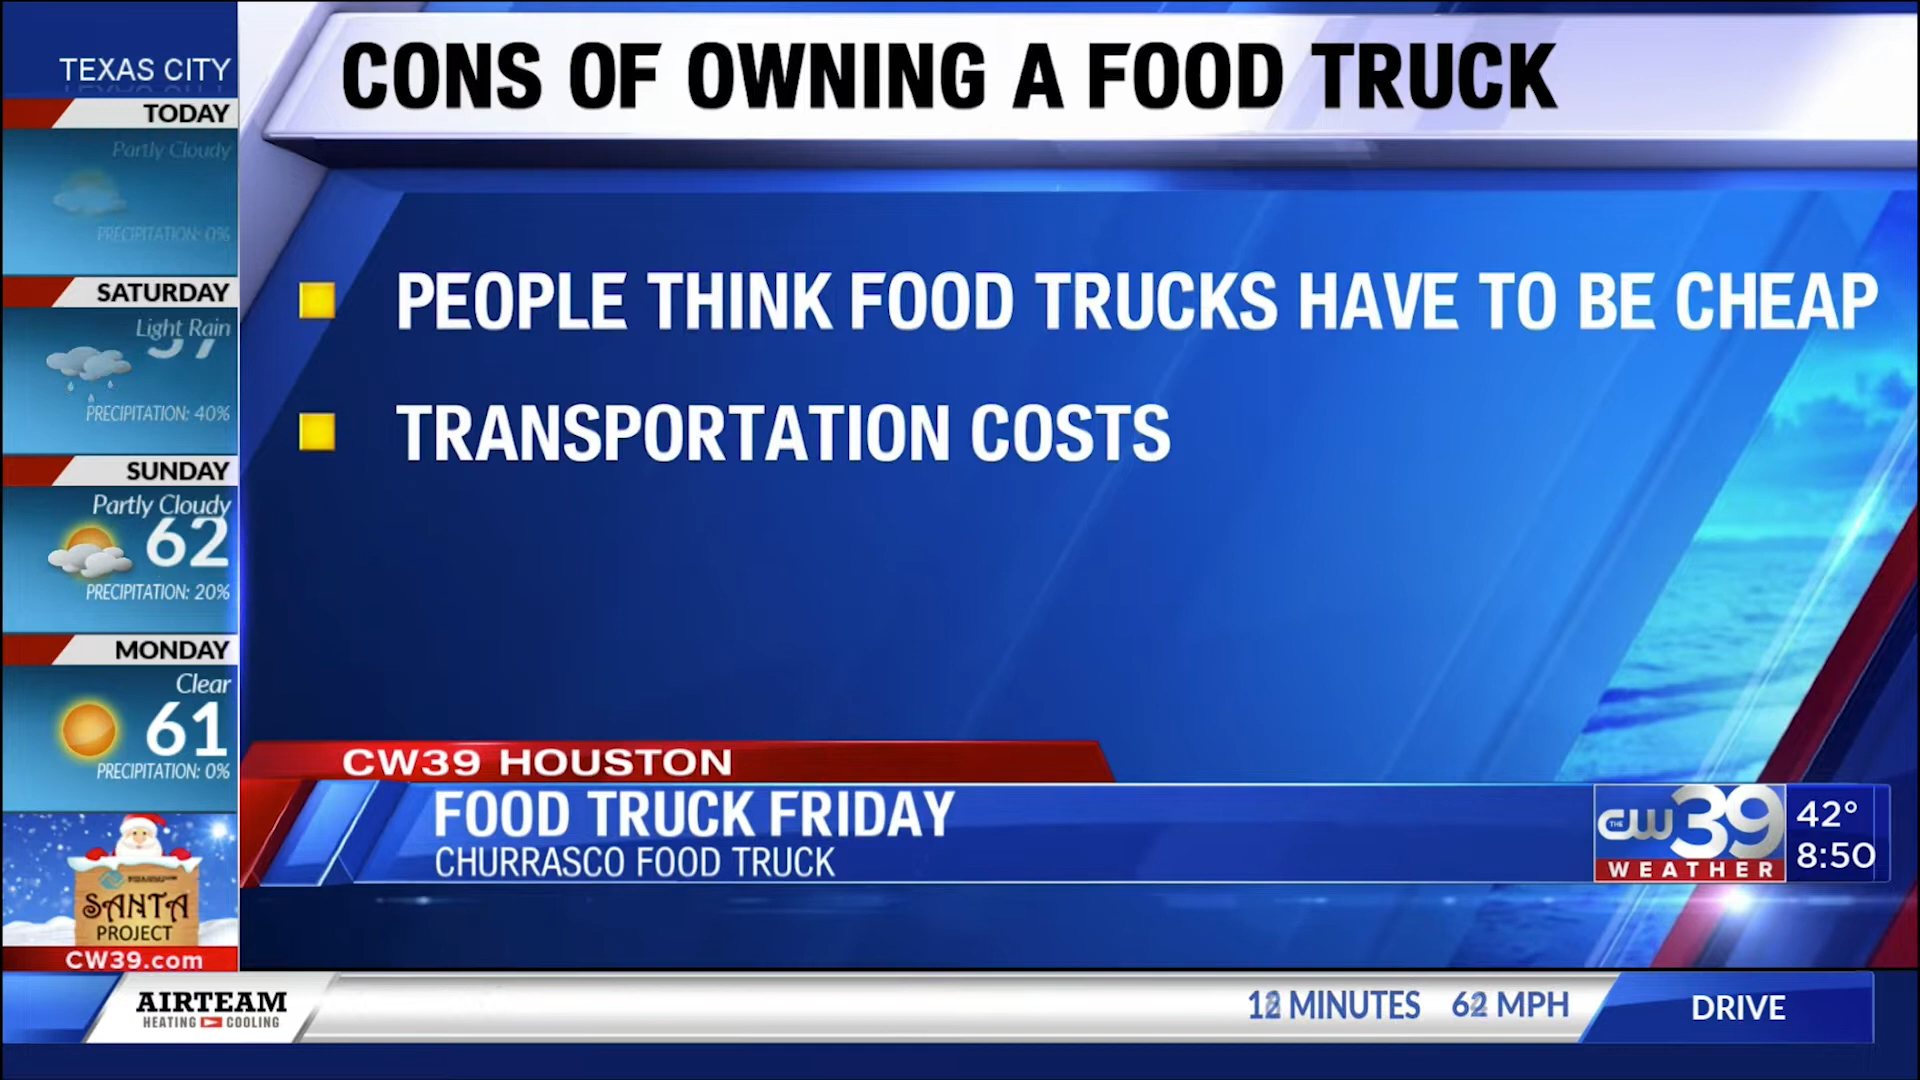 TEXAS CITY
TODAY
Partly Cloudy
PRECIPITATION: 0%
SATURDAY
Light Rain
PRECIPITATION: 40%
SUNDAY
Partly Cloudy
62
PRECIPITATION: 20%
MONDAY
Clear
61
PRECIPITATION: 0%
SANTA
PROJECT
CW39.com
CONS OF OWNING A FOOD TRUCK
PEOPLE THINK FOOD TRUCKS HAVE TO BE CHEAP
TRANSPORTATION COSTS
CW39 HOUSTON
FOOD TRUCK FRIDAY
CHURRASCO FOOD TRUCK
THE CW39
WEATHER
42°
8:50
AIRTEAM
HEATING COOLING
MINUTES MPH
DRIVE